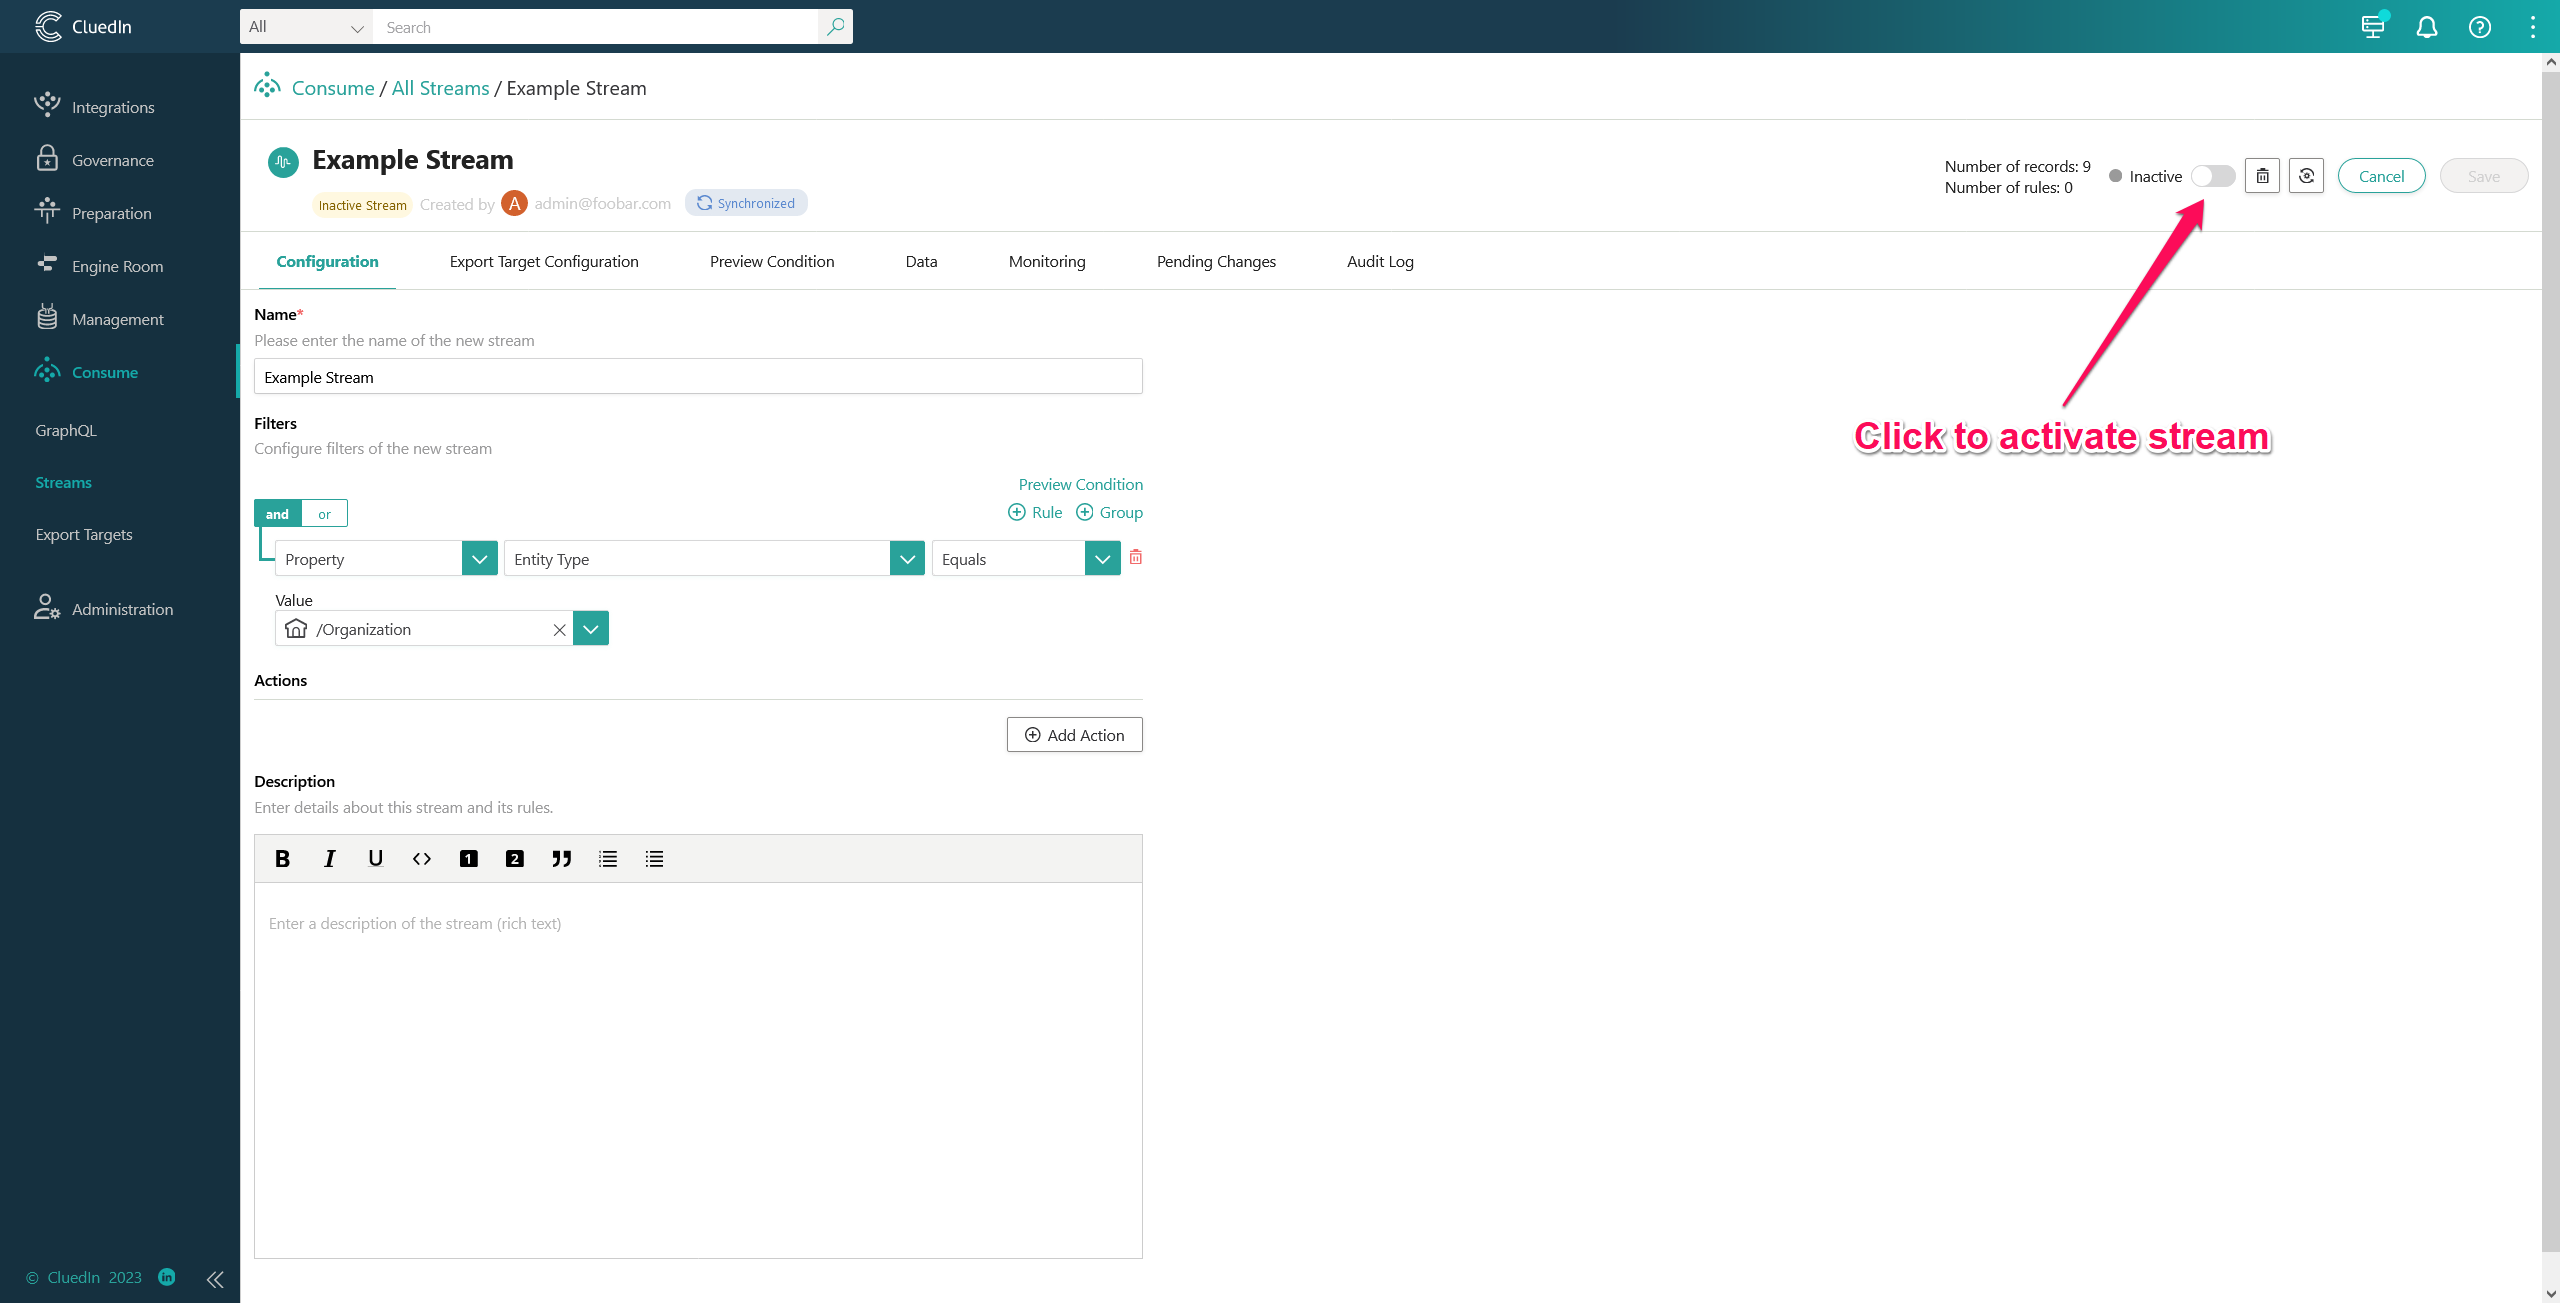 CluedIn
All
Search
Integrations
Governance
Preparation
Engine Room
Management
Consume
GraphQL
Streams
Export Targets
Administration
© CluedIn 2023 in
Consume / All Streams / Example Stream
Example Stream
Inactive Stream Created by A admin@foobar.com Synchronized
Number of records: 9
Number of rules: 0
Inactive
Cancel
Save
Configuration
Export Target Configuration
Preview Condition
Data
Monitoring
Pending Changes
Audit Log
Name*
Please enter the name of the new stream
Example Stream
Click to activate stream
Filters
Configure filters of the new stream
Preview Condition
and or
Rule Group
Property
Entity Type
Equals
Value
/Organization
Actions
Add Action
Description
Enter details about this stream and its rules.
B I U <> 1 2 ”
Enter a description of the stream (rich text)